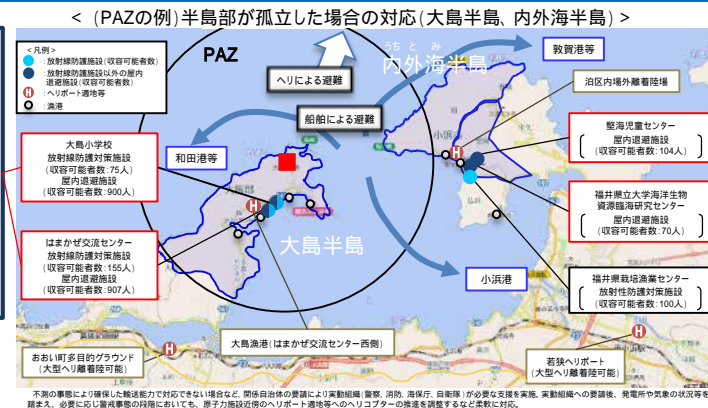 < (PAZの例)半島部が孤立した場合の対応(大島半島、内外海半島) >
<凡例>
:放射線防護施設(収容可能者数)
:放射線防護施設以外の屋内
退避施設(収容可能者数)
H :ヘリポート適地等
:漁港
PAZ
ヘリによる避難
船舶による避難
うちとみ
内外海半島
敦賀港等
泊区内場外離着陸場
堅海児童センター
屋内退避施設
(収容可能者数:104人)
福井県立大学海洋生物
資源臨海研究センター
屋内退避施設
(収容可能者数:70人)
福井県栽培漁業センター
放射性防護対策施設
(収容可能者数:100人)
大島小学校
放射線防護対策施設
(収容可能者数:75人)
屋内退避施設
(収容可能者数:900人)
はまかぜ交流センター
放射線防護対策施設
(収容可能者数:155人)
屋内退避施設
(収容可能者数:907人)
和田港等
大島半島
小浜港
大島漁港(はまかぜ交流センター西側)
おおい町多目的グラウンド
(大型ヘリ離着陸可能)
若狭ヘリポート
(大型ヘリ離着陸可能)
H
H
H
H
不測の事態により確保した輸送能力で対応できない場合など、関係自治体の要請により実動組織(警察、消防、海保庁、自衛隊)が必要な支援を実施。実動組織への要請後、発電所や気象の状況等を
踏まえ、必要に応じ警戒事態の段階においても、原子力施設近傍のヘリポート適地等へのヘリコプターの推進を調整するなど柔軟に対応。